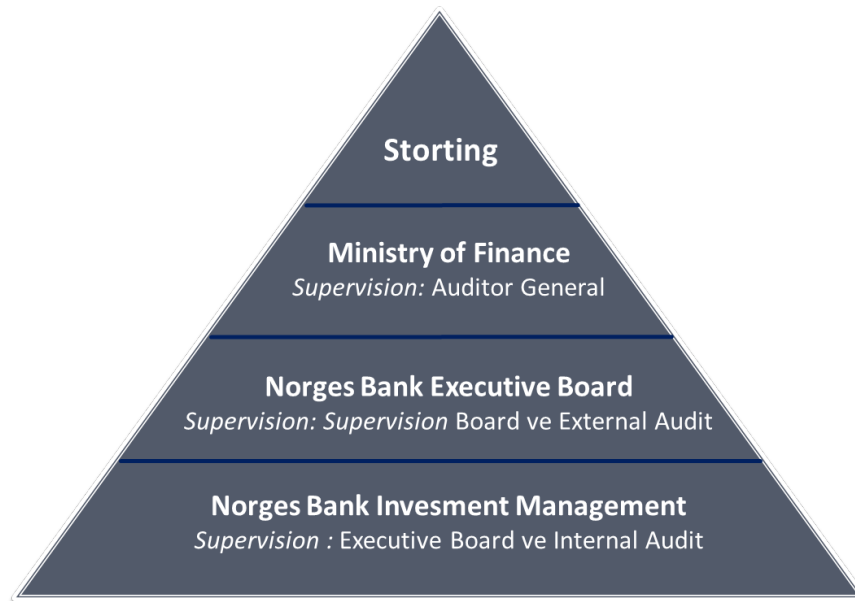 Storting
Ministry of Finance
Supervision: Auditor General
Norges Bank Executive Board
Supervision: Supervision Board ve External Audit
Norges Bank Invesment Management
Supervision : Executive Board ve Internal Audit